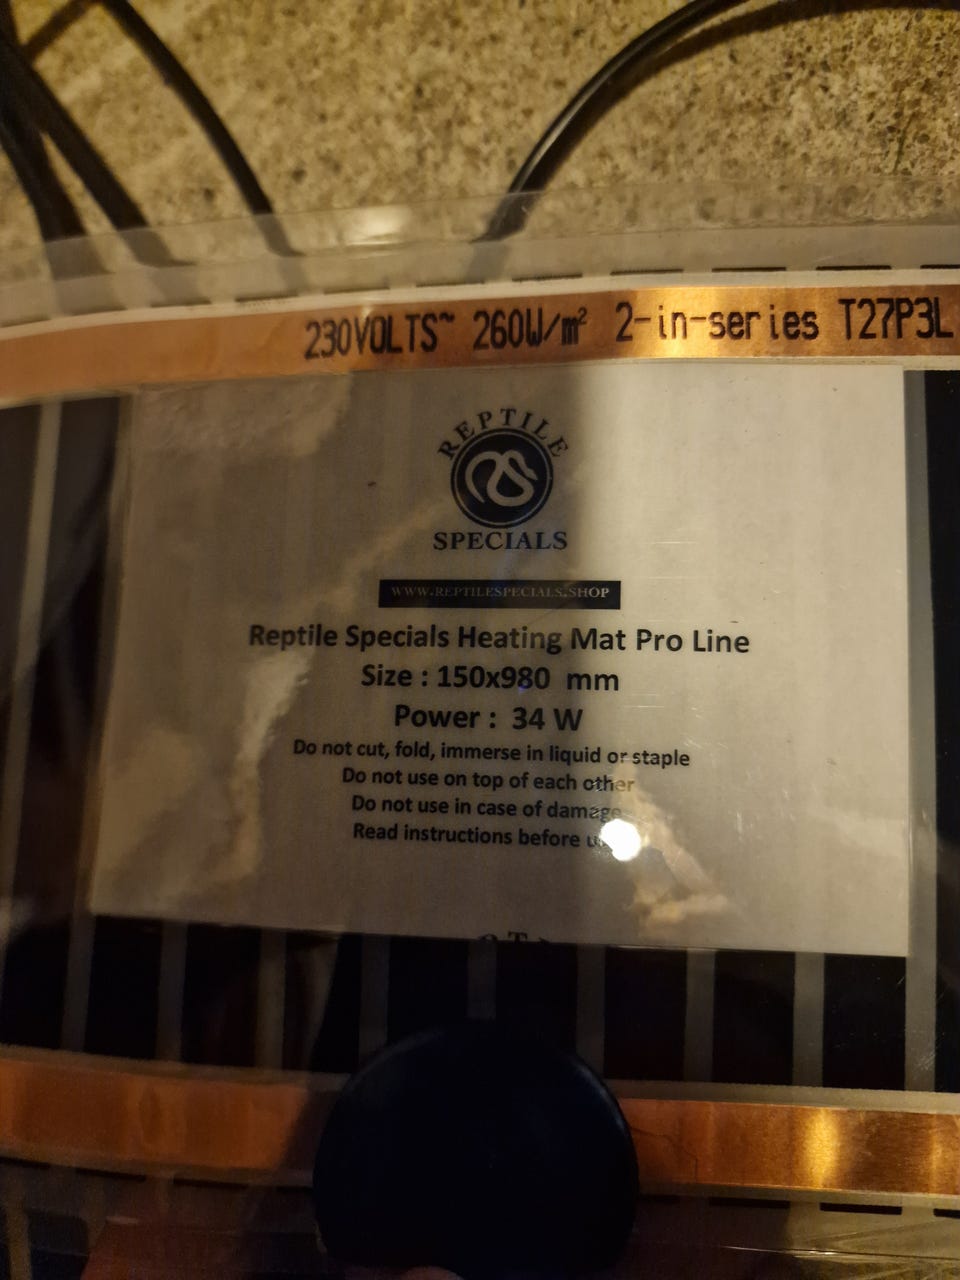 230VOLTS~ 260W/m² 2-in-series T27P3L
REPTILE
SPECIALS
WWW.REPTILESPECIALS.SHOP
Reptile Specials Heating Mat Pro Line
Size : 150x980 mm
Power : 34 W
Do not cut, fold, immerse in liquid or staple
Do not use on top of each other
Do not use in case of damage
Read instructions before